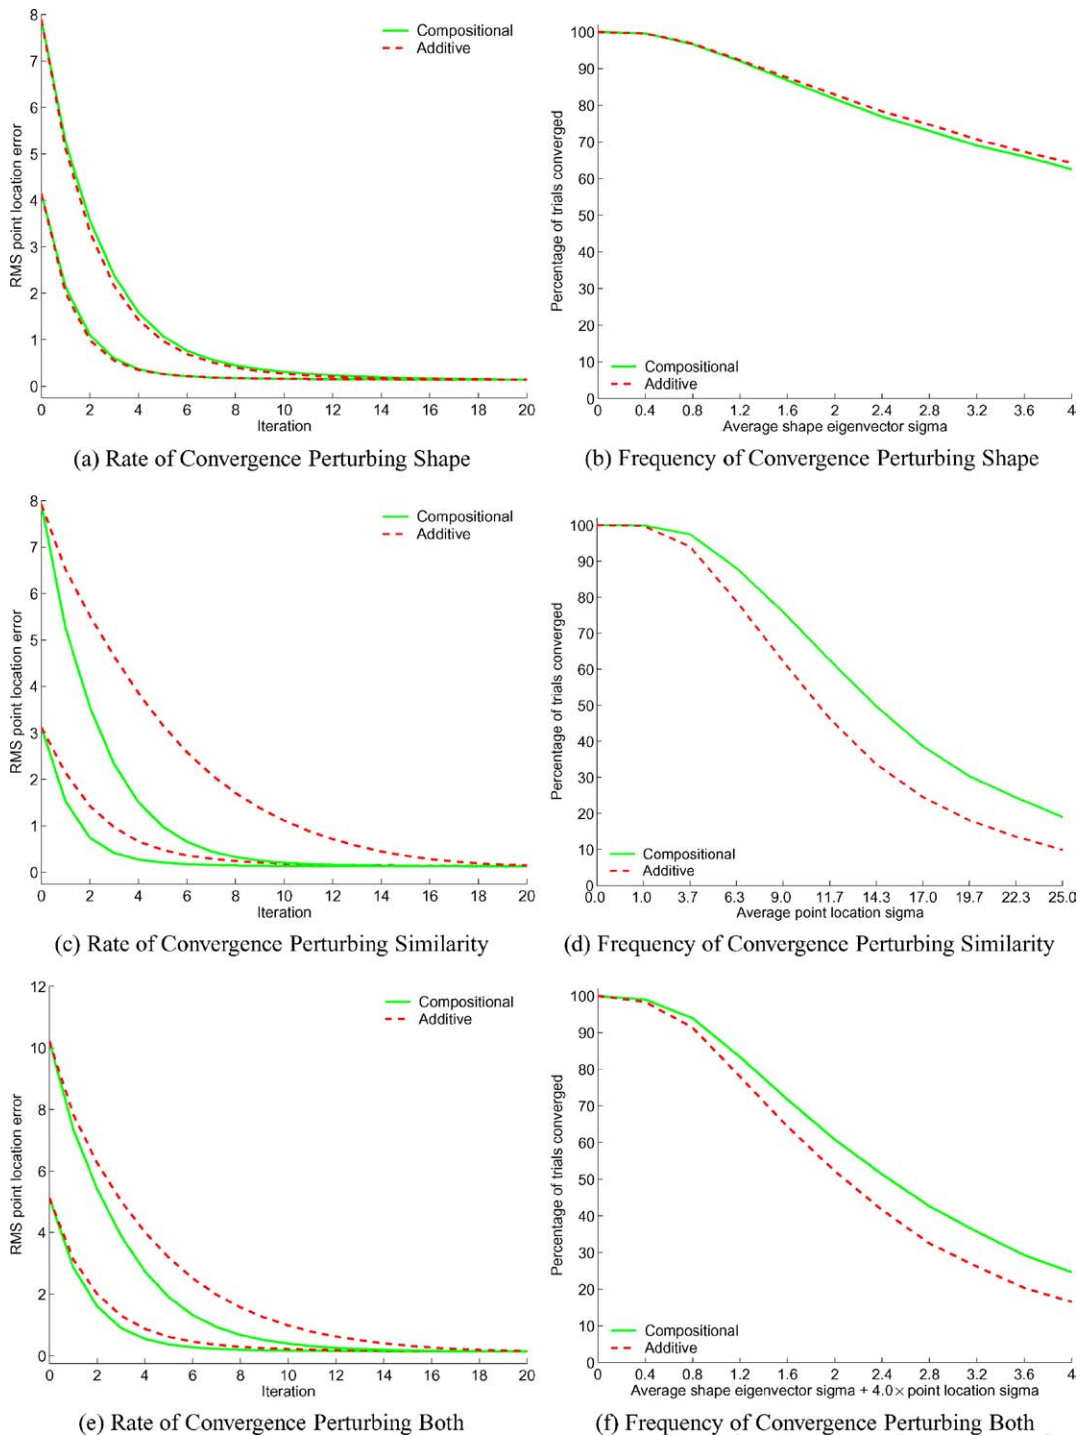 8
7
6
5
4
3
2
1
0
RMS point location error
Compositional
Additive
0 2 4 6 8 10 12 14 16 18 20
Iteration
(a) Rate of Convergence Perturbing Shape
100
90
80
70
60
50
40
30
20
10
0
Percentage of trials converged
Compositional
Additive
0 0.4 0.8 1.2 1.6 2 2.4 2.8 3.2 3.6 4
Average shape eigenvector sigma
(b) Frequency of Convergence Perturbing Shape
8
7
6
5
4
3
2
1
0
RMS point location error
Compositional
Additive
0 2 4 6 8 10 12 14 16 18 20
Iteration
(c) Rate of Convergence Perturbing Similarity
100
90
80
70
60
50
40
30
20
10
0
Percentage of trials converged
Compositional
Additive
0.0 1.0 3.7 6.3 9.0 11.7 14.3 17.0 19.7 22.3 25.0
Average point location sigma
(d) Frequency of Convergence Perturbing Similarity
12
10
8
6
4
2
0
RMS point location error
Compositional
Additive
0 2 4 6 8 10 12 14 16 18 20
Iteration
(e) Rate of Convergence Perturbing Both
100
90
80
70
60
50
40
30
20
10
0
Percentage of trials converged
Compositional
Additive
0 0.4 0.8 1.2 1.6 2 2.4 2.8 3.2 3.6 4
Average shape eigenvector sigma + 4.0× point location sigma
(f) Frequency of Convergence Perturbing Both